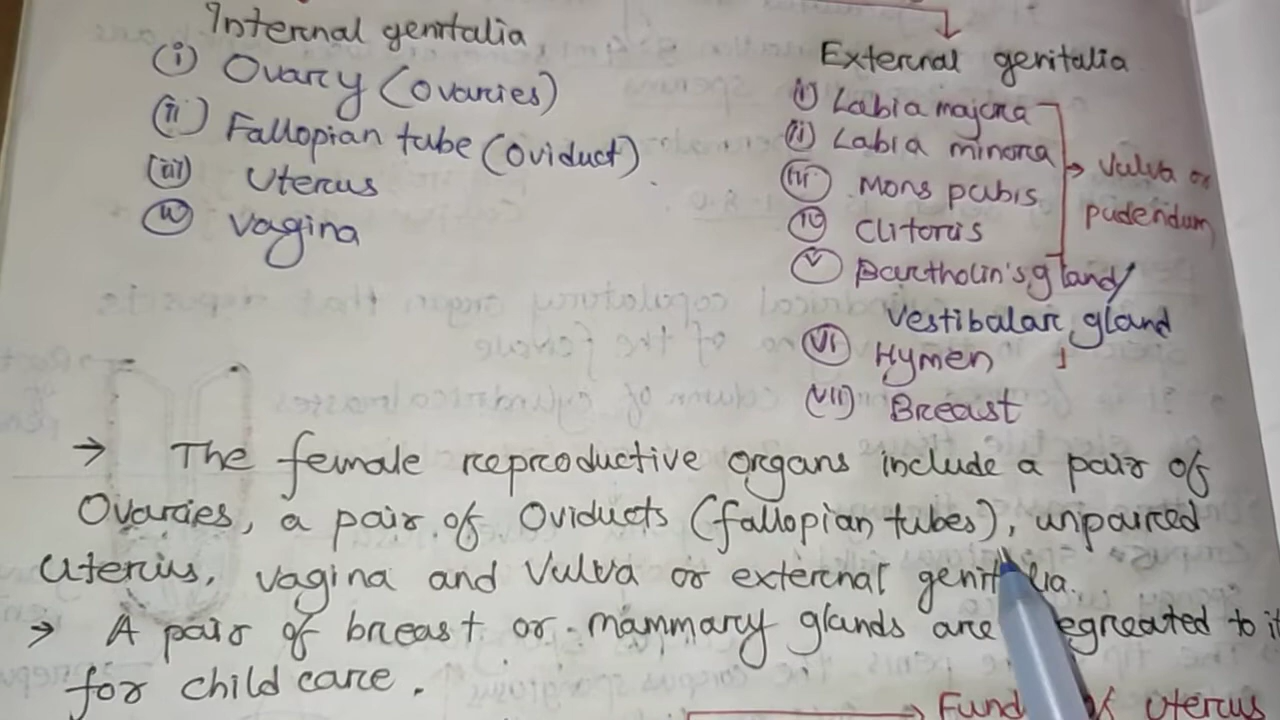 Internal genitalia
(i) Ovary (ovaries)
(ii) Fallopian tube (oviduct)
(iii) Uterus
(iv) Vagina
External genitalia
(i) Labia majora
(ii) Labia minora
(iii) Mons pubis
(iv) Clitoris
(v) Bartholin's gland/
Vestibular gland
(vi) Hymen
(vii) Breast
→ Vulva or
pudendum
→ The female reproductive organs include a pair of
Ovaries, a pair of Oviducts (fallopian tubes), unpaired
Uterus, vagina and Vulva or external genitalia.
→ A pair of breast or mammary glands are egreated to it
for child care.
Uterus